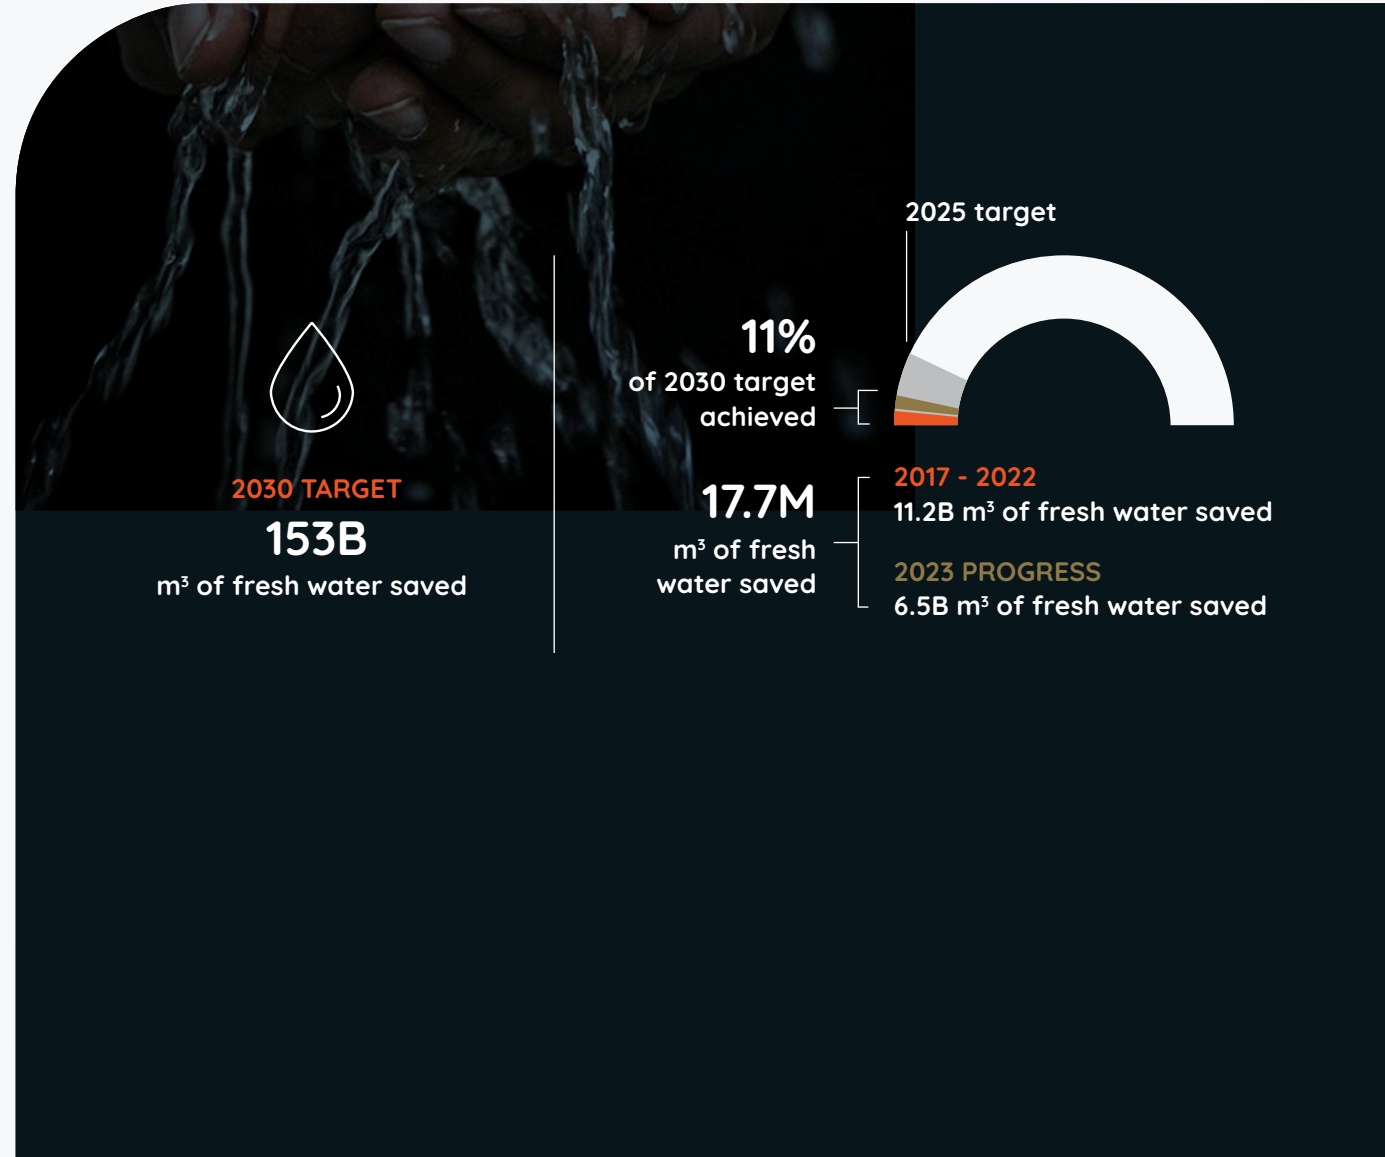 2030 TARGET
153B
m³ of fresh water saved
11%
of 2030 target
achieved
2025 target
17.7M
m³ of fresh
water saved
2017 - 2022
11.2B m³ of fresh water saved
2023 PROGRESS
6.5B m³ of fresh water saved